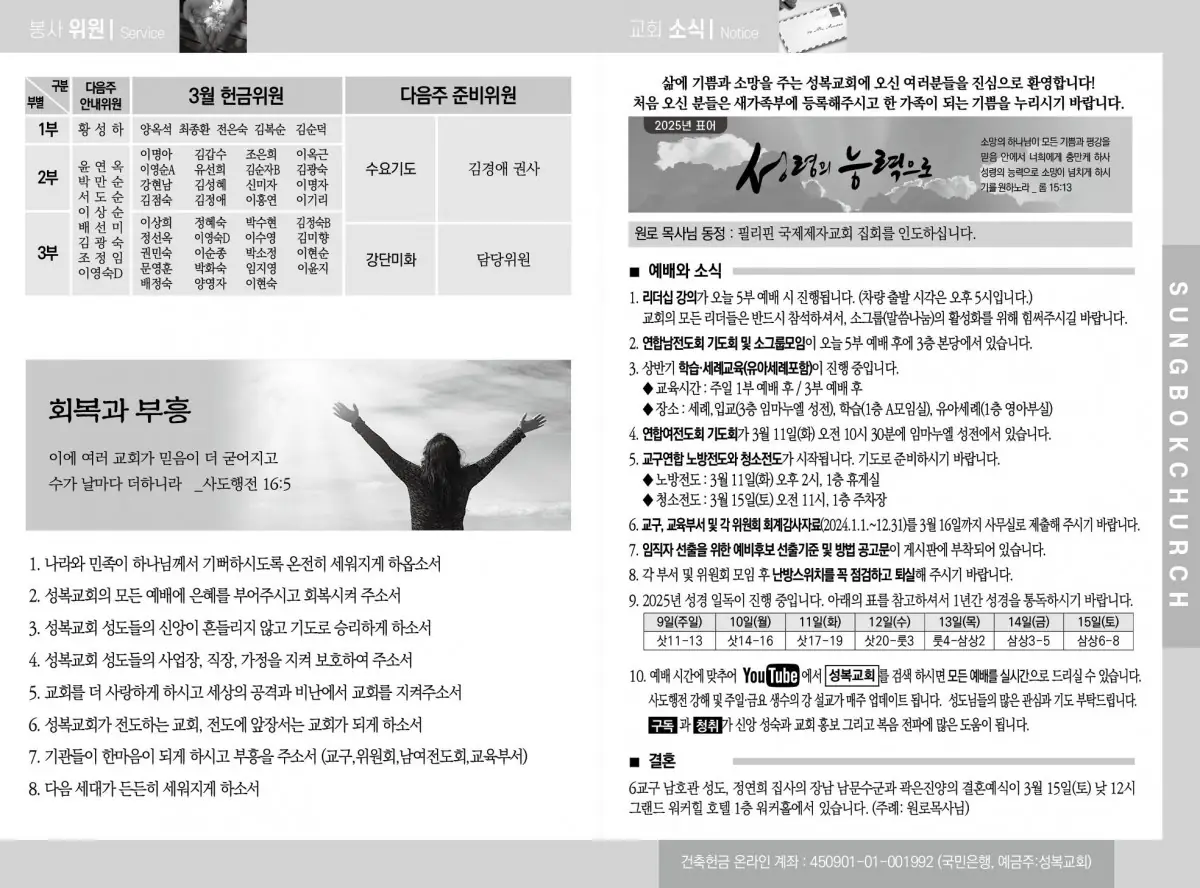 봉사 위원 | Service
구분
부별
다음주
안내위원
3월 헌금위원
다음주 준비위원
1부
황 성 하
양옥석 최종환 전은숙 김복순 김순덕
2부
윤 연 옥
박 만 순
서 도 순
이 상 순
배 선 미
김 광 숙
조 정 임
이영숙D
이명아 김갑수 조은희 이옥근
이영순A 유선희 김순자B 김광숙
강현남 김성혜 신미자 이명자
김점숙 김정애 이홍연 이기리
3부
이상희 정혜숙 박수현 김정숙B
정선옥 이영숙D 이수영 김미향
권민숙 이순종 박소정 이현순
문영훈 박화숙 임지영 이윤지
배정숙 양영자 이현숙
수요기도
김경애 권사
강단미화
담당위원
회복과 부흥
이에 여러 교회가 믿음이 더 굳어지고
수가 날마다 더하니라 _사도행전 16:5
1. 나라와 민족이 하나님께서 기뻐하시도록 온전히 세워지게 하옵소서
2. 성복교회의 모든 예배에 은혜를 부어주시고 회복시켜 주소서
3. 성복교회 성도들의 신앙이 흔들리지 않고 기도로 승리하게 하소서
4. 성복교회 성도들의 사업장, 직장, 가정을 지켜 보호하여 주소서
5. 교회를 더 사랑하게 하시고 세상의 공격과 비난에서 교회를 지켜주소서
6. 성복교회가 전도하는 교회, 전도에 앞장서는 교회가 되게 하소서
7. 기관들이 한마음이 되게 하시고 부흥을 주소서 (교구,위원회,남여전도회,교육부서)
8. 다음 세대가 든든히 세워지게 하소서
교회 소식 | Notice
삶에 기쁨과 소망을 주는 성복교회에 오신 여러분들을 진심으로 환영합니다!
처음 오신 분들은 새가족부에 등록해주시고 한 가족이 되는 기쁨을 누리시기 바랍니다.
2025년 표어
성령의 능력으로
소망의 하나님이 모든 기쁨과 평강을
믿음 안에서 너희에게 충만케 하사
성령의 능력으로 소망이 넘치게 하시
기를 원하노라 _ 롬 15:13
원로 목사님 동정 : 필리핀 국제제자교회 집회를 인도하십니다.
■ 예배와 소식
1. 리더십 강의가 오늘 5부 예배 시 진행됩니다. (차량 출발 시각은 오후 5시입니다.)
교회의 모든 리더들은 반드시 참석하셔서, 소그룹(말씀나눔)의 활성화를 위해 힘써주시길 바랍니다.
2. 연합남전도회 기도회 및 소그룹모임이 오늘 5부 예배 후에 3층 본당에서 있습니다.
3. 상반기 학습·세례교육(유아세례포함)이 진행 중입니다.
◆ 교육시간 : 주일 1부 예배 후 / 3부 예배 후
◆ 장소 : 세례,입교(3층 임마누엘 성전), 학습(1층 A모임실), 유아세례(1층 영아부실)
4. 연합여전도회 기도회가 3월 11일(화) 오전 10시 30분에 임마누엘 성전에서 있습니다.
5. 교구연합 노방전도와 청소전도가 시작됩니다. 기도로 준비하시기 바랍니다.
◆ 노방전도 : 3월 11일(화) 오후 2시, 1층 휴게실
◆ 청소전도 : 3월 15일(토) 오전 11시, 1층 주차장
6. 교구, 교육부서 및 각 위원회 회계감사자료(2024.1.1.~12.31)를 3월 16일까지 사무실로 제출해 주시기 바랍니다.
7. 임직자 선출을 위한 예비후보 선출기준 및 방법 공고문이 게시판에 부착되어 있습니다.
8. 각 부서 및 위원회 모임 후 난방스위치를 꼭 점검하고 퇴실해 주시기 바랍니다.
9. 2025년 성경 일독이 진행 중입니다. 아래의 표를 참고하셔서 1년간 성경을 통독하시기 바랍니다.
9일(주일) 10일(월) 11일(화) 12일(수) 13일(목) 14일(금) 15일(토)
삿11-13 삿14-16 삿17-19 삿20-룻3 룻4-삼상2 삼상3-5 삼상6-8
10. 예배 시간에 맞추어 YouTube에서 성복교회를 검색 하시면 모든 예배를 실시간으로 드리실 수 있습니다.
사도행전 강해 및 주일·금요 생수의 강 설교가 매주 업데이트 됩니다. 성도님들의 많은 관심과 기도 부탁드립니다.
구독 과 청취가 신앙 성숙과 교회 홍보 그리고 복음 전파에 많은 도움이 됩니다.
■ 결혼
6교구 남호관 성도, 정연희 집사의 장남 남문수군과 곽은진양의 결혼예식이 3월 15일(토) 낮 12시
그랜드 워커힐 호텔 1층 워커홀에서 있습니다. (주례: 원로목사님)
SUNGBOKCHURCH
건축헌금 온라인 계좌 : 450901-01-001992 (국민은행, 예금주:성복교회)